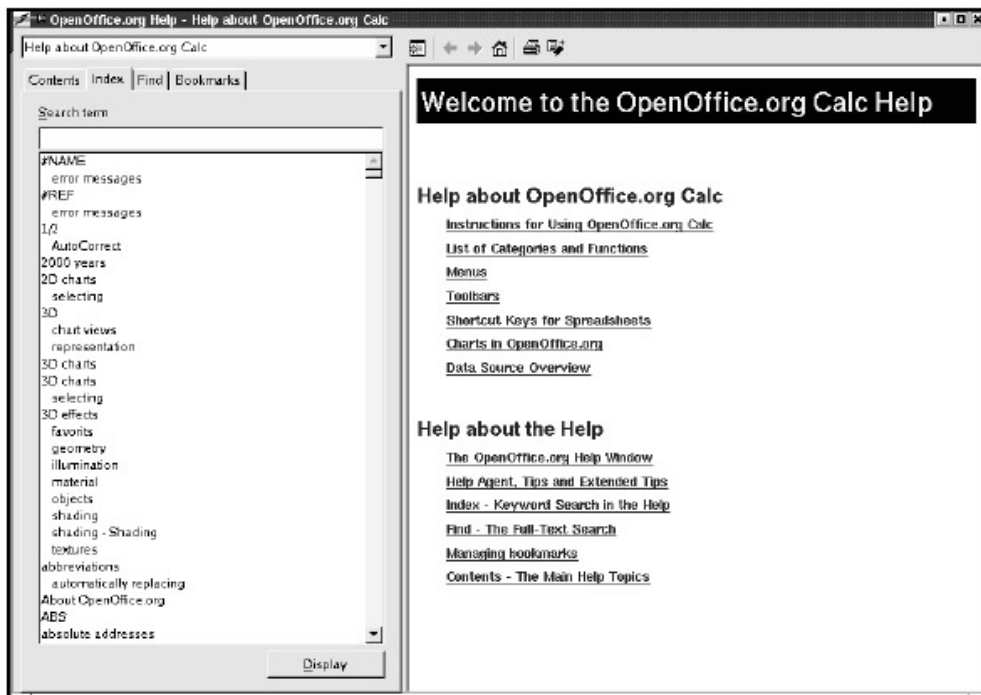 OpenOffice.org Help - Help about OpenOffice.org Calc
Help about OpenOffice.org Calc
Contents Index Find Bookmarks
Search term
#NAME
error messages
#REF
error messages
1/2
AutoCorrect
2000 years
2D charts
selecting
3D
chart views
representation
3D charts
3D charts
selecting
3D effects
favorits
geometry
illumination
material
objects
shading
shading - Shading
textures
abbreviations
automatically replacing
About OpenOffice.org
ABS
absolute addresses
Display
Welcome to the OpenOffice.org Calc Help
Help about OpenOffice.org Calc
Instructions for Using OpenOffice.org Calc
List of Categories and Functions
Menus
Toolbars
Shortcut Keys for Spreadsheets
Charts in OpenOffice.org
Data Source Overview
Help about the Help
The OpenOffice.org Help Window
Help Agent, Tips and Extended Tips
Index - Keyword Search in the Help
Find - The Full-Text Search
Managing bookmarks
Contents - The Main Help Topics